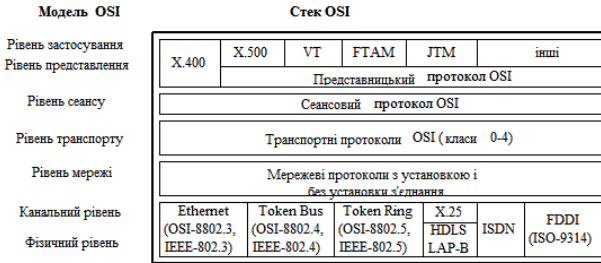 Модель OSI
Стек OSI
Рівень застосування
Рівень представлення
X.400
X.500
VT
FTAM
JTM
інші
Представницький протокол OSI
Рівень сеансу
Сеансовий протокол OSI
Рівень транспорту
Транспортні протоколи OSI ( класи 0-4)
Рівень мережі
Мережеві протоколи з установкою і
без установки з'єднання
Канальний рівень
Фізичний рівень
Ethernet
(OSI-8802.3,
IEEE-802.3)
Token Bus
(OSI-8802.4,
IEEE-802.4)
Token Ring
(OSI-8802.5,
IEEE-802.5)
X.25
HDLS
LAP-B
ISDN
FDDI
(ISO-9314)